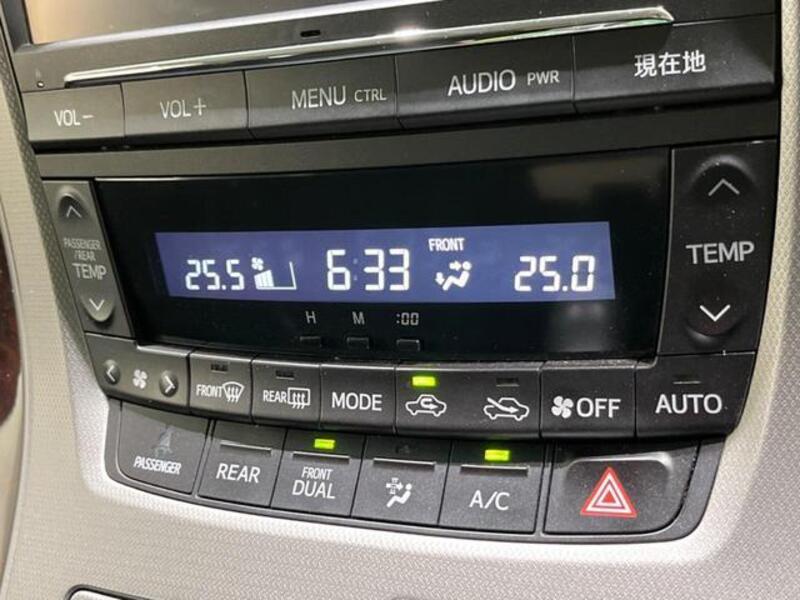 VOL− VOL+ MENU CTRL AUDIO PWR 現在地
PASSENGER
/REAR
TEMP
FRONT
25.5 6:33 25.0
TEMP
H M :00
FRONT REAR MODE OFF AUTO
PASSENGER REAR FRONT
DUAL A/C